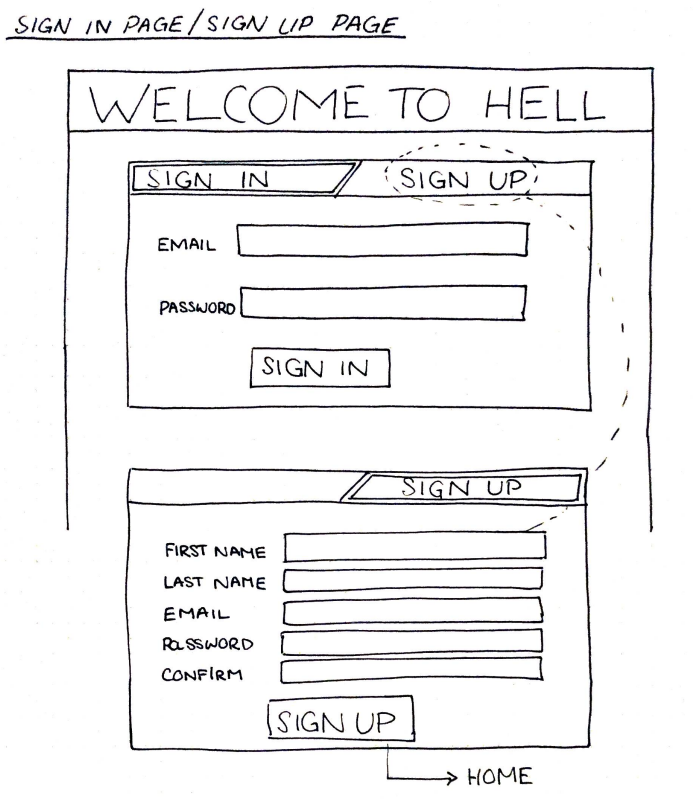 SIGN IN PAGE/SIGN UP PAGE
WELCOME TO HELL
SIGN IN SIGN UP
EMAIL
PASSWORD
SIGN IN
SIGN UP
FIRST NAME
LAST NAME
EMAIL
PASSWORD
CONFIRM
SIGN UP
HOME